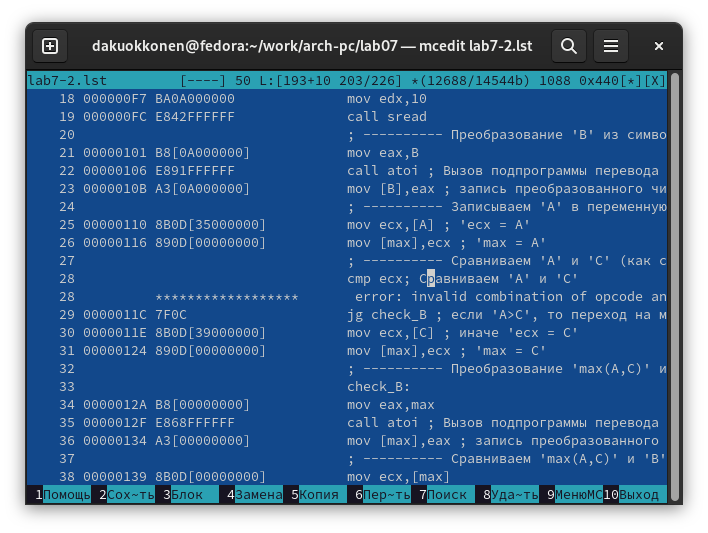 dakuokkonen@fedora:~/work/arch-pc/lab07 — mcedit lab7-2.lst
lab7-2.lst [----] 50 L:[193+10 203/226] *(12688/14544b) 1088 0x440[*][X]
18 000000F7 BA0A000000 mov edx,10
19 000000FC E842FFFFFF call sread
20 ; ---------- Преобразование 'B' из симво
21 00000101 B8[0A000000] mov eax,B
22 00000106 E891FFFFFF call atoi ; Вызов подпрограммы перевода
23 0000010B A3[0A000000] mov [B],eax ; запись преобразованного чи
24 ; ---------- Записываем 'A' в переменную
25 00000110 8B0D[35000000] mov ecx,[A] ; 'ecx = A'
26 00000116 890D[00000000] mov [max],ecx ; 'max = A'
27 ; ---------- Сравниваем 'A' и 'С' (как с
28 cmp ecx; Сравниваем 'A' и 'С'
28 ****************** error: invalid combination of opcode an
29 0000011C 7F0C jg check_B ; если 'A>C', то переход на м
30 0000011E 8B0D[39000000] mov ecx,[C] ; иначе 'ecx = C'
31 00000124 890D[00000000] mov [max],ecx ; 'max = C'
32 ; ---------- Преобразование 'max(A,C)' и
33 check_B:
34 0000012A B8[00000000] mov eax,max
35 0000012F E868FFFFFF call atoi ; Вызов подпрограммы перевода
36 00000134 A3[00000000] mov [max],eax ; запись преобразованного
37 ; ---------- Сравниваем 'max(A,C)' и 'B'
38 00000139 8B0D[00000000] mov ecx,[max]
1Помощь 2Сох~ть 3Блок 4Замена 5Копия 6Пер~ть 7Поиск 8Уда~ть 9МенюMC 10Выход